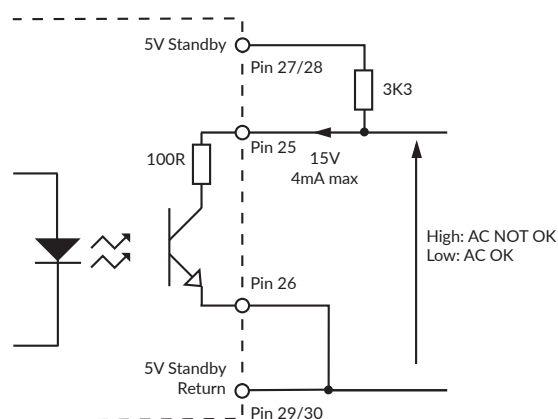 5V Standby
Pin 27/28
3K3
100R
Pin 25
15V
4mA max
High: AC NOT OK
Low: AC OK
Pin 26
5V Standby
Return
Pin 29/30